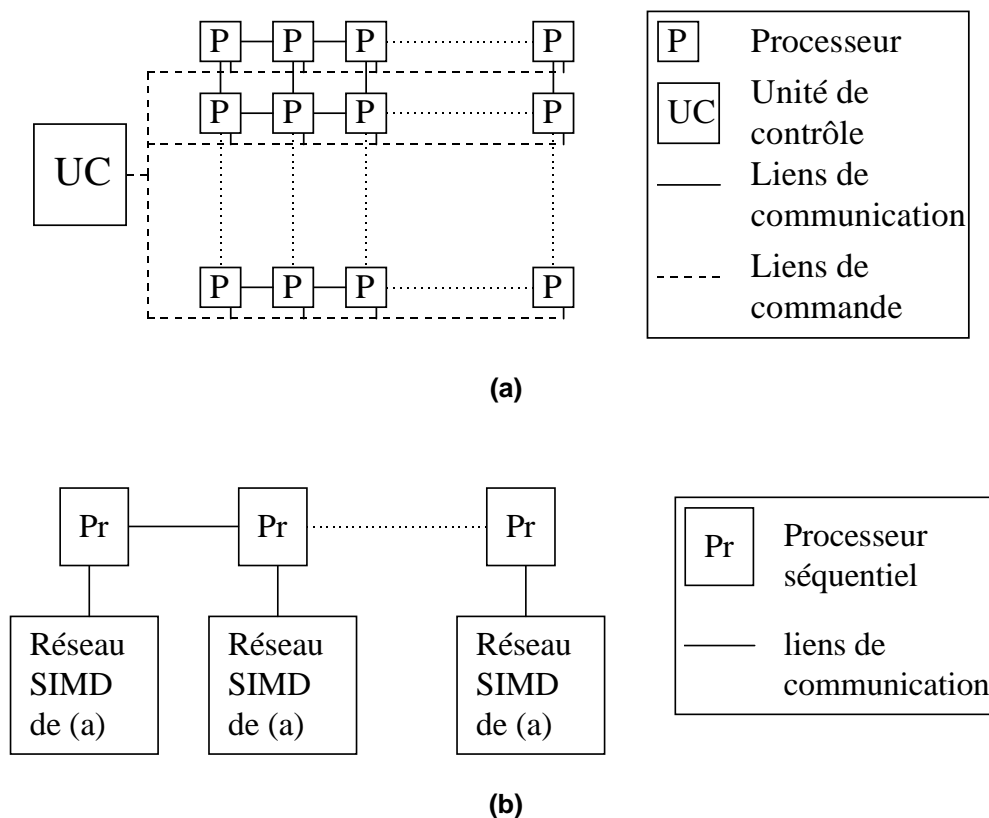 P P P P
P P P P
UC
P P P P
P Processeur
UC Unité de
contrôle
Liens de
communication
Liens de
commande
(a)
Pr Pr Pr
Réseau
SIMD
de (a)
Réseau
SIMD
de (a)
Réseau
SIMD
de (a)
Pr Processeur
séquentiel
liens de
communication
(b)